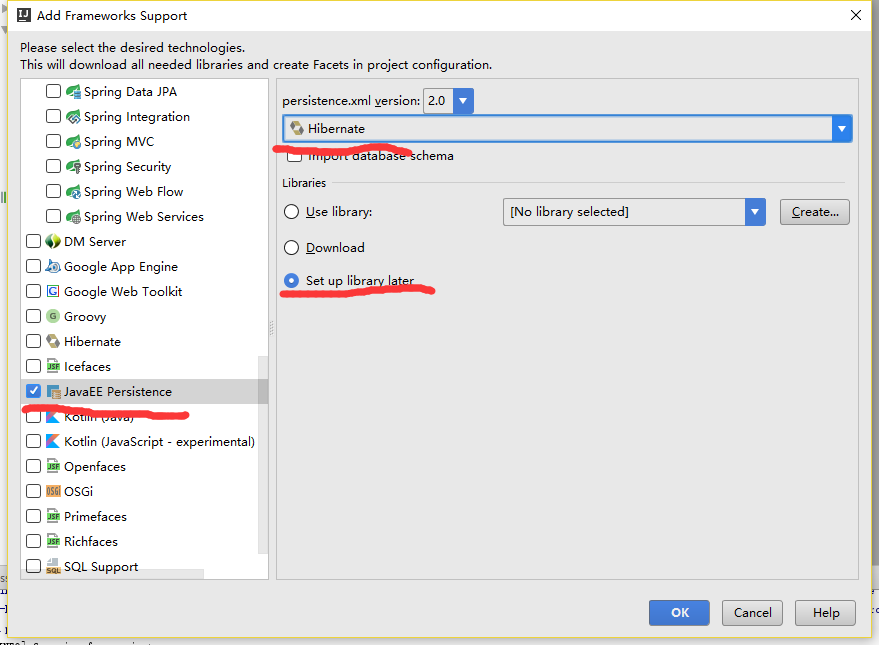 Add Frameworks Support
Please select the desired technologies.
This will download all needed libraries and create Facets in project configuration.
Spring Data JPA
Spring Integration
Spring MVC
Spring Security
Spring Web Flow
Spring Web Services
DM Server
Google App Engine
Google Web Toolkit
Groovy
Hibernate
Icefaces
JavaEE Persistence
Kotlin (Java)
Kotlin (JavaScript - experimental)
Openfaces
OSGi
Primefaces
Richfaces
SQL Support
persistence.xml version: 2.0
Hibernate
Import database schema
Libraries
Use library: [No library selected] Create...
Download
Set up library later
OK Cancel Help